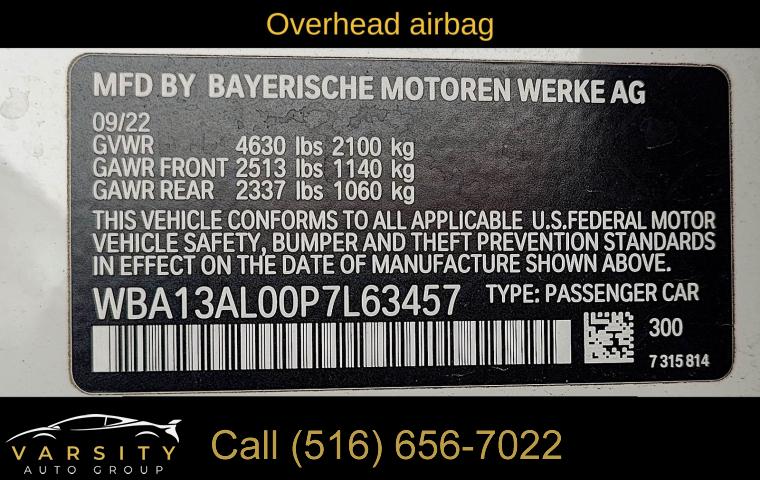 Overhead airbag
MFD BY BAYERISCHE MOTOREN WERKE AG
09/22
GVWR 4630 lbs 2100 kg
GAWR FRONT 2513 lbs 1140 kg
GAWR REAR 2337 lbs 1060 kg
THIS VEHICLE CONFORMS TO ALL APPLICABLE U.S.FEDERAL MOTOR
VEHICLE SAFETY, BUMPER AND THEFT PREVENTION STANDARDS
IN EFFECT ON THE DATE OF MANUFACTURE SHOWN ABOVE.
WBA13AL00P7L63457 TYPE: PASSENGER CAR
300
7 315 814
VARSITY
AUTO GROUP
Call (516) 656-7022